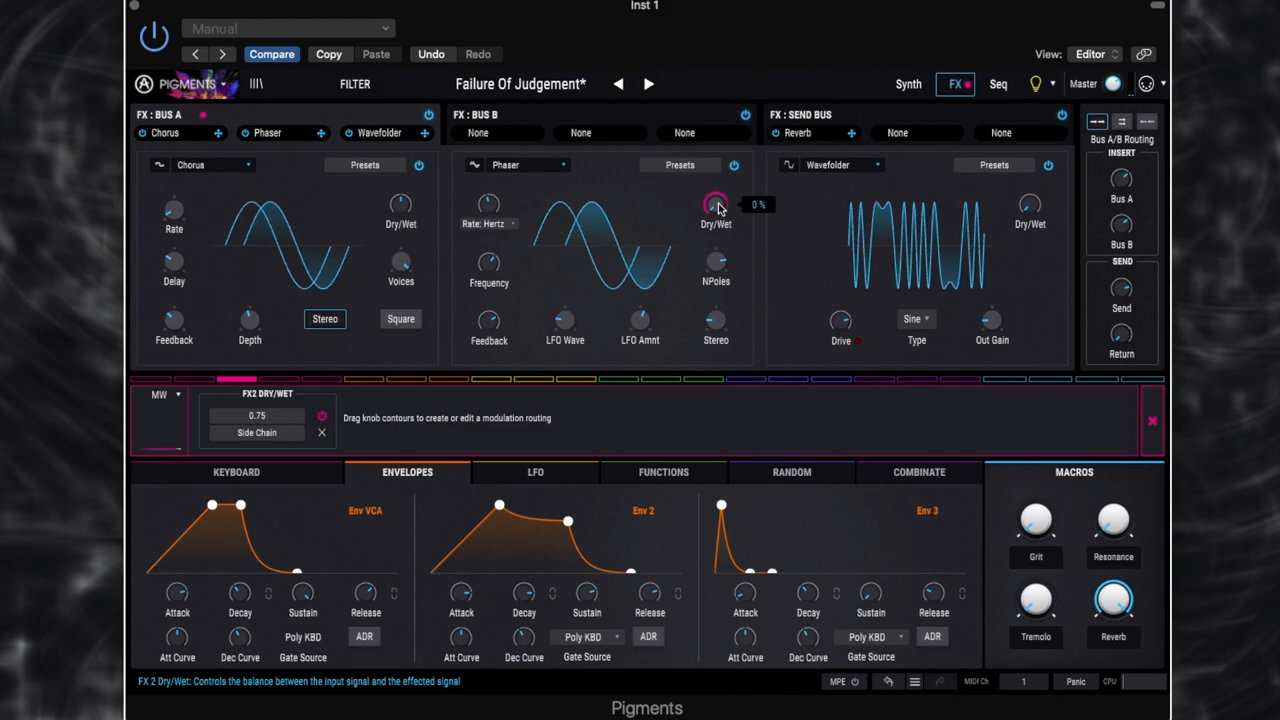 Inst 1
Manual
Compare Copy Paste Undo Redo View: Editor
PIGMENTS FILTER Failure Of Judgement* Synth FX Seq Master
FX : BUS A FX : BUS B FX : SEND BUS
Chorus Phaser Wavefolder None None None Reverb None None
Bus A/B Routing
INSERT
Bus A
Bus B
SEND
Send
Return
Chorus Presets
Rate Dry/Wet
Delay Voices
Feedback Depth Stereo Square
Phaser Presets
0 %
Rate: Hertz Dry/Wet
Frequency NPoles
Feedback LFO Wave LFO Amnt Stereo
Wavefolder Presets
Dry/Wet
Sine
Drive Type Out Gain
MW FX2 DRY/WET
0.75
Side Chain
Drag knob contours to create or edit a modulation routing
KEYBOARD ENVELOPES LFO FUNCTIONS RANDOM COMBINATE MACROS
Env VCA Env 2 Env 3
Attack Decay Sustain Release Attack Decay Sustain Release Attack Decay Sustain Release
Poly KBD ADR Poly KBD ADR Poly KBD ADR
Att Curve Dec Curve Gate Source Att Curve Dec Curve Gate Source Att Curve Dec Curve Gate Source
Grit Resonance
Tremolo Reverb
FX 2 Dry/Wet: Controls the balance between the input signal and the effected signal
MPE MIDI Ch 1 Panic CPU
Pigments